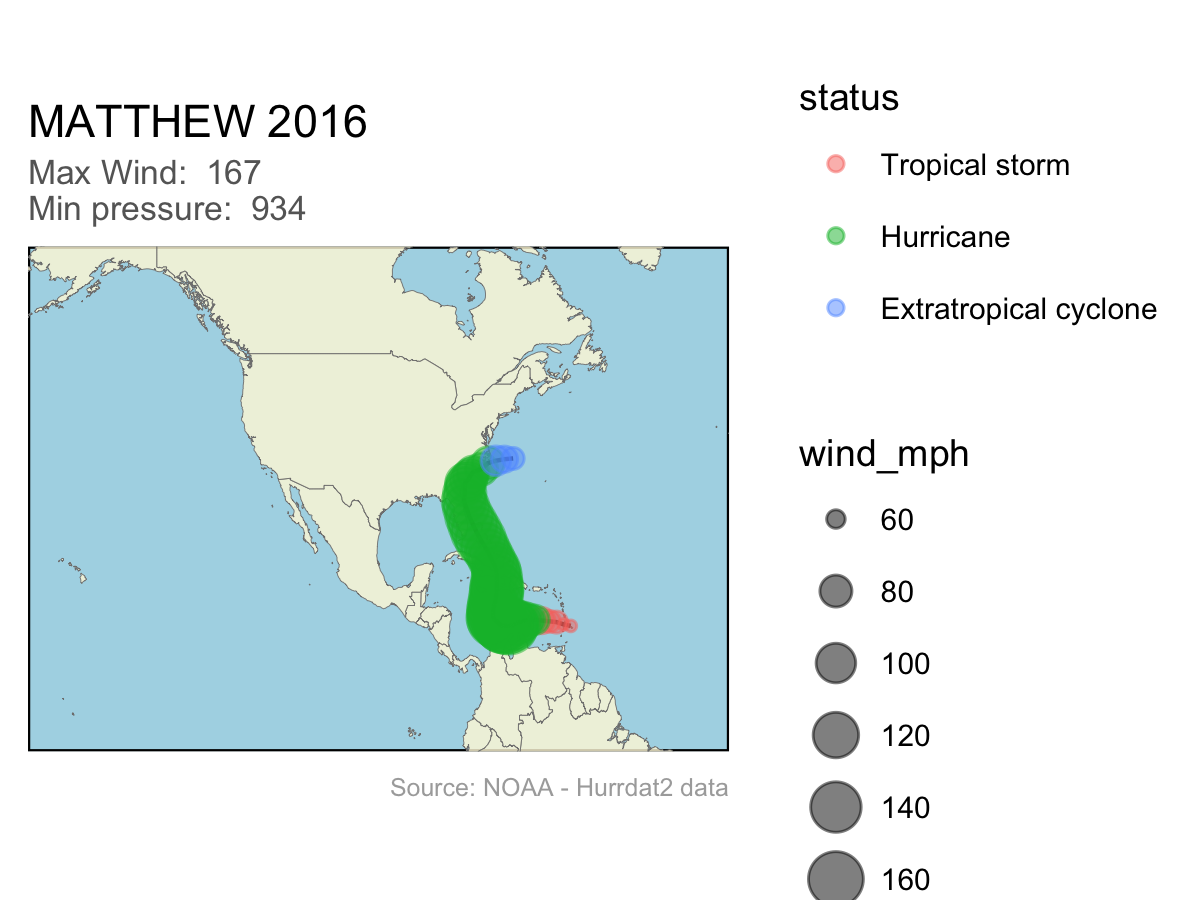 MATTHEW 2016
Max Wind:  167
Min pressure:  934
Source: NOAA - Hurrdat2 data
status
Tropical storm
Hurricane
Extratropical cyclone
wind_mph
60
80
100
120
140
160